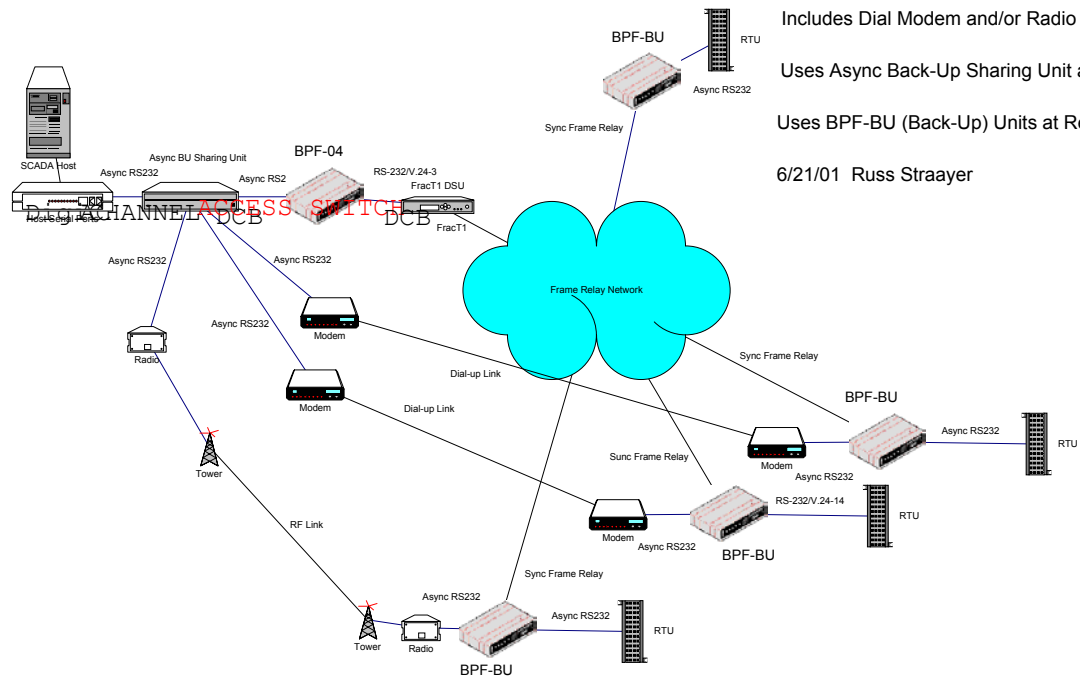 Includes Dial Modem and/or Radio
BPF-BU
RTU
Uses Async Back-Up Sharing Unit a
Async RS232
Uses BPF-BU (Back-Up) Units at Re
Sync Frame Relay
6/21/01 Russ Straayer
SCADA Host
Async RS232
Async BU Sharing Unit
Async RS2
BPF-04
RS-232/V.24-3
FracT1 DSU
Host Serial Ports
CHANNEL
ACCESS SWITCH
DCB
DCB
FracT1
Async RS232
Async RS232
Async RS232
Frame Relay Network
Radio
Modem
Modem
Dial-up Link
Dial-up Link
Sync Frame Relay
BPF-BU
Async RS232
RTU
Modem
Async RS232
Sunc Frame Relay
RS-232/V.24-14
RTU
Modem
Async RS232
BPF-BU
Tower
RF Link
Sync Frame Relay
Async RS232
Async RS232
RTU
Tower
Radio
BPF-BU